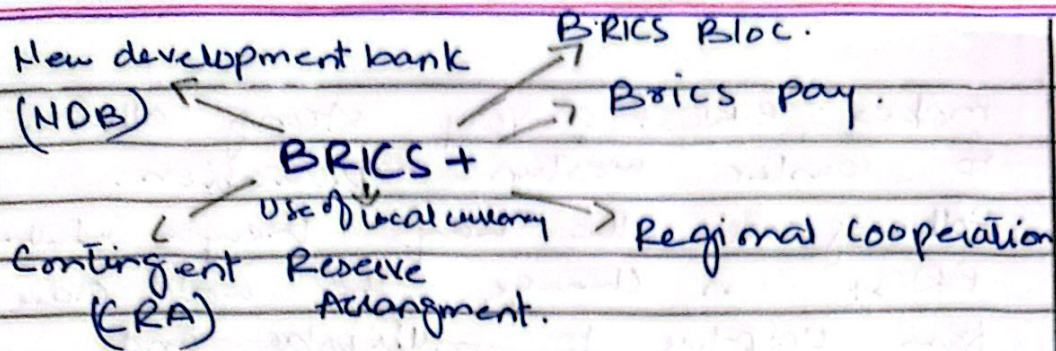 BRICS Bloc.
New development bank
(NDB)
Brics pay.
BRICS +
Use of local currency
Regional Cooperation
Contingent Reserve
(CRA) Arrangment.